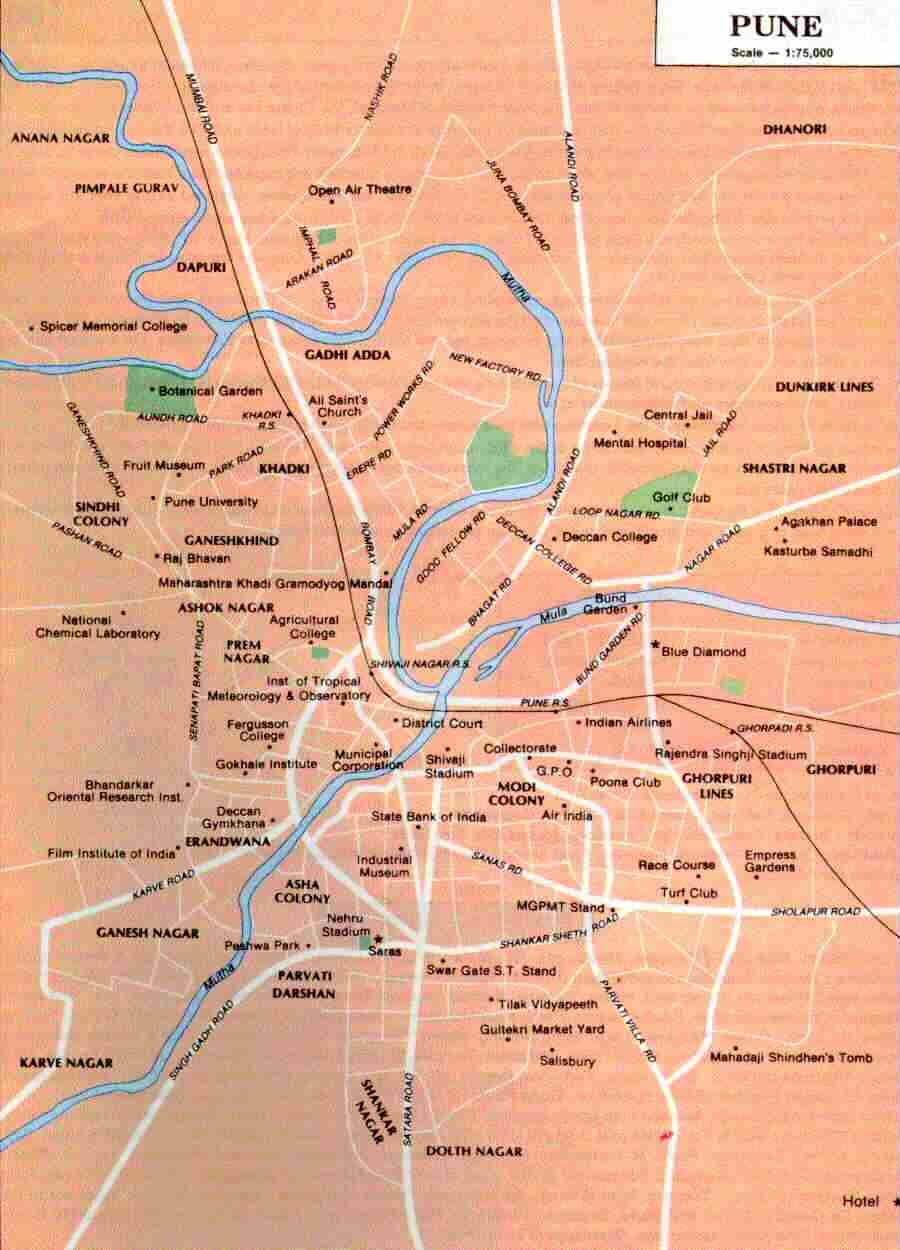 PUNE
Scale — 1:75,000
MUMBAI ROAD
NASHIK ROAD
ALANDI ROAD
DHANORI
ANANA NAGAR
PIMPALE GURAV
Open Air Theatre
JUNA BOMBAY ROAD
IMPHAL
ROAD
ARAKAN ROAD
DAPURI
Mutha
Spicer Memorial College
GADHI ADDA
NEW FACTORY RD.
POWER WORKS RD.
DUNKIRK LINES
Botanical Garden
AUNDH ROAD
KHADKI
R.S.
All Saint's
Church
Central Jail
Mental Hospital
JAIL ROAD
GANESHKHIND ROAD
Fruit Museum
PARK ROAD
KHADKI
ERERE RD.
SHASTRI NAGAR
ALANDI ROAD
Golf Club
LOOP NAGAR RD.
Pune University
SINDHI
COLONY
PASHAN ROAD
GANESHKHIND
Raj Bhavan
BOMBAY
ROAD
MULA RD
GOOD FELLOW RD
DECCAN COLLEGE RD
Deccan College
NAGAR ROAD
Agakhan Palace
Kasturba Samadhi
Maharashtra Khadi Gramodyog Mandal
ASHOK NAGAR
National
Chemical Laboratory
Agricultural
College
BHAGAT RD
Mula
Bund
Garden
BUND GARDEN RD
PREM
NAGAR
SENAPATI BAPAT ROAD
SHIVAJI NAGAR R.S.
Blue Diamond
Inst. of Tropical
Meteorology & Observatory
PUNE R.S.
District Court
Indian Airlines
GHORPADI R.S.
Fergusson
College
Gokhale Institute
Municipal
Corporation
Shivaji
Stadium
Collectorate
G.P.O.
Poona Club
Rajendra Singhji Stadium
GHORPURI
GHORPURI
LINES
Bhandarkar
Oriental Research Inst.
MODI
COLONY
Air India
Deccan
Gymkhana
State Bank of India
ERANDWANA
Film Institute of India
Industrial
Museum
SANAS RD
Race Course
Empress
Gardens
KARVE ROAD
ASHA
COLONY
Turf Club
MGPMT Stand
SHOLAPUR ROAD
GANESH NAGAR
Nehru
Stadium
Peshwa Park
Saras
SHANKAR SHETH ROAD
Swar Gate S.T. Stand
Mutha
PARVATI
DARSHAN
SINGH GADH ROAD
Tilak Vidyapeeth
PARVATI VILLA RD
Gultekri Market Yard
Salisbury
Mahadaji Shindhen's Tomb
KARVE NAGAR
SHANKAR
NAGAR
SATARA ROAD
DOLTH NAGAR
Hotel ★